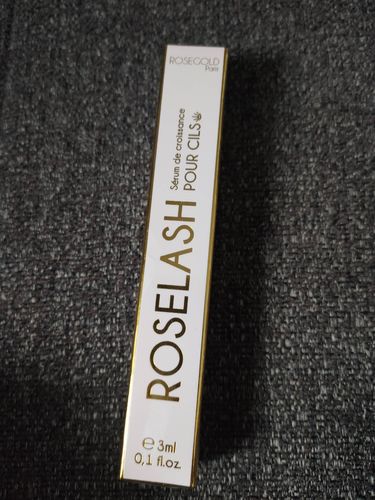 ROSEGOLD
Paris
ROSELASH
Sérum de croissance
POUR CILS
℮ 3ml
0,1 fl.oz.